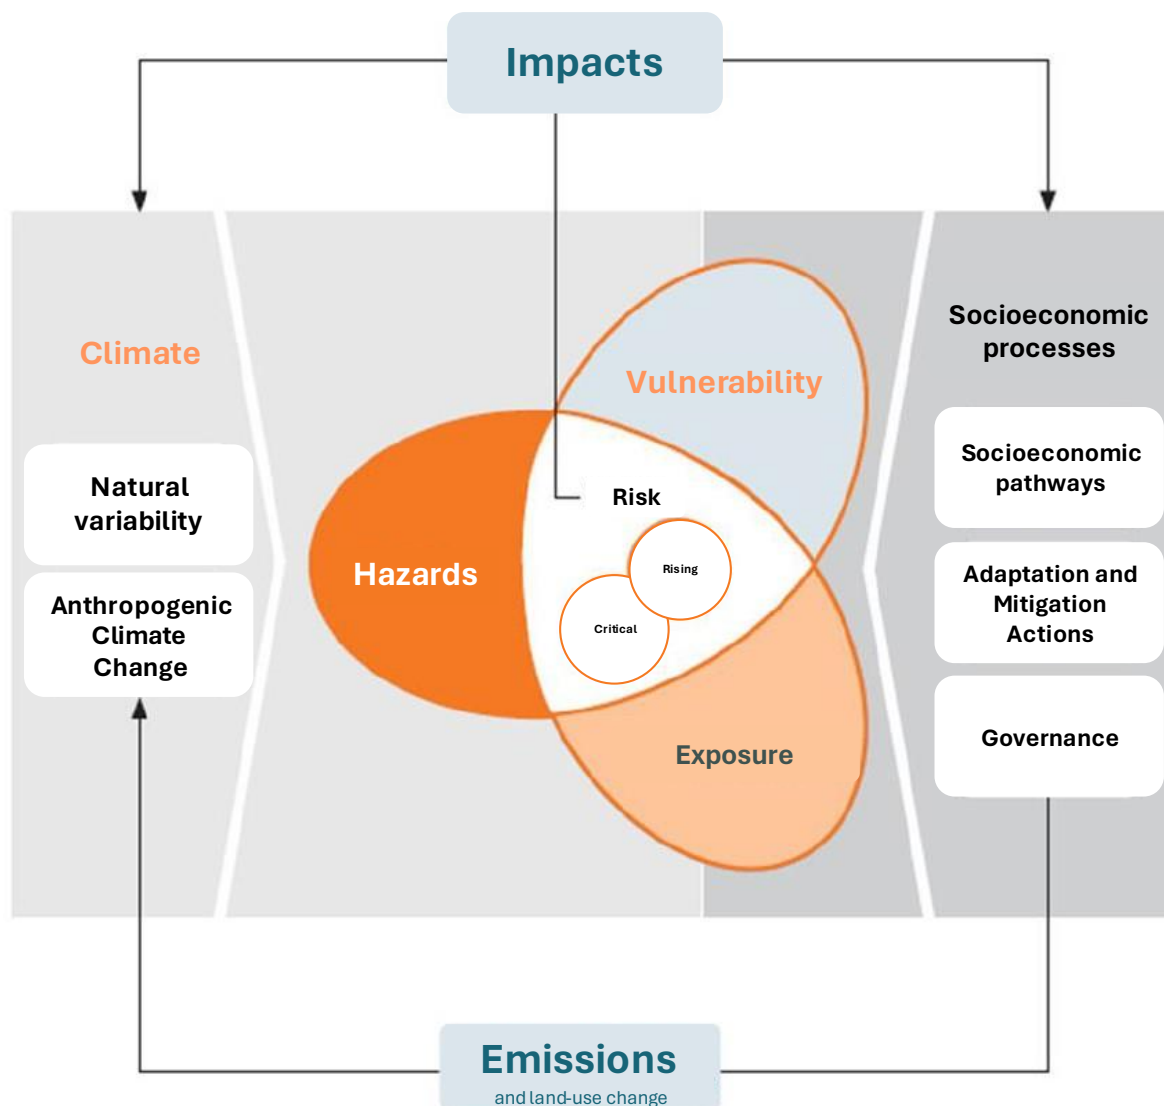 Impacts
Climate
Natural
variability
Anthropogenic
Climate
Change
Hazards
Vulnerability
Risk
Rising
Critical
Exposure
Socioeconomic
processes
Socioeconomic
pathways
Adaptation and
Mitigation
Actions
Governance
Emissions
and land-use change